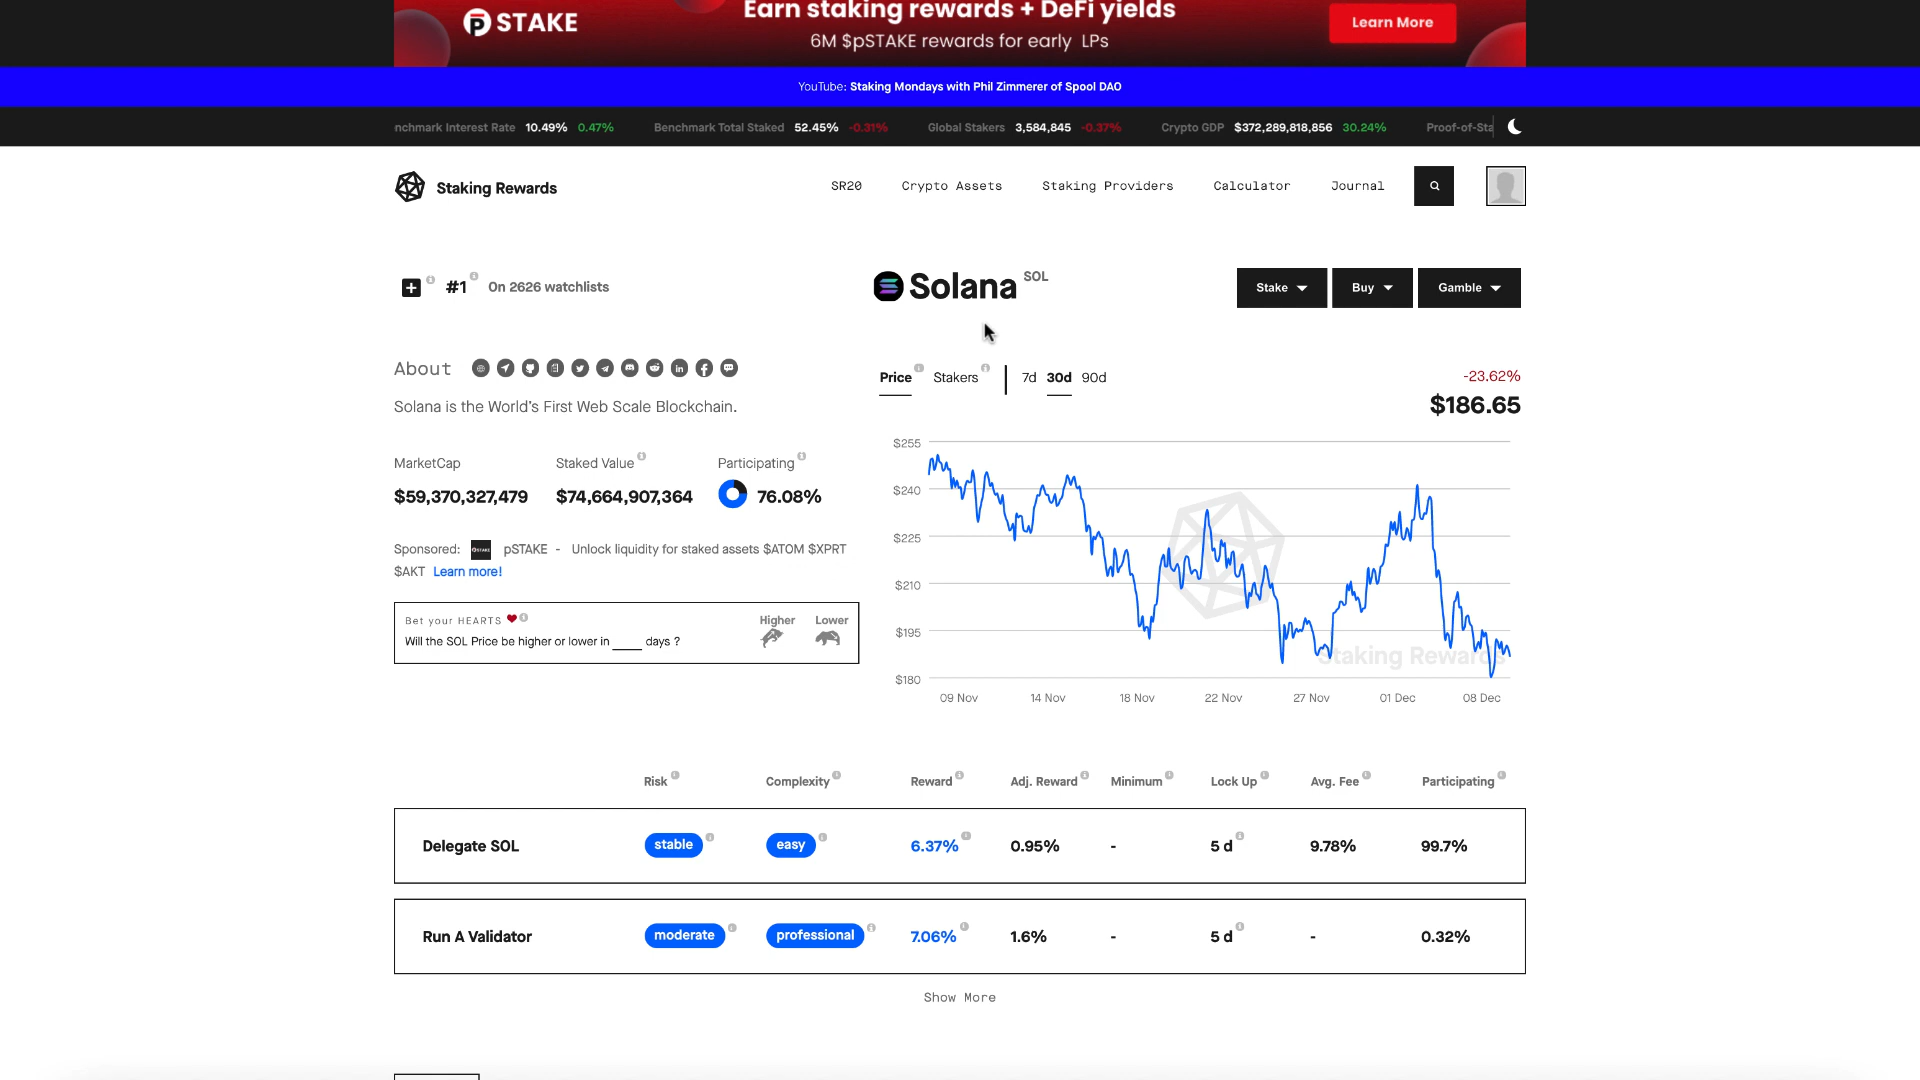 STAKE
Earn staking rewards + DeFi yields
6M $pSTAKE rewards for early LPs
Learn More
YouTube: Staking Mondays with Phil Zimmerer of Spool DAO
nchmark Interest Rate 10.49% 0.47% Benchmark Total Staked 52.45% -0.31% Global Stakers 3,584,845 -0.37% Crypto GDP $372,289,818,856 30.24% Proof-of-Sta
Staking Rewards
SR20 Crypto Assets Staking Providers Calculator Journal
#1 On 2626 watchlists
Solana SOL
Stake Buy Gamble
About
Solana is the World's First Web Scale Blockchain.
MarketCap Staked Value Participating
$59,370,327,479 $74,664,907,364 76.08%
Sponsored: pSTAKE - Unlock liquidity for staked assets $ATOM $XPRT
$AKT Learn more!
Bet your HEARTS
Will the SOL Price be higher or lower in ____ days ?
Higher Lower
Price Stakers 7d 30d 90d
-23.62%
$186.65
$255
$240
$225
$210
$195
$180
Staking Rewards
09 Nov 14 Nov 18 Nov 22 Nov 27 Nov 01 Dec 08 Dec
Risk Complexity Reward Adj. Reward Minimum Lock Up Avg. Fee Participating
Delegate SOL stable easy 6.37% 0.95% - 5 d 9.78% 99.7%
Run A Validator moderate professional 7.06% 1.6% - 5 d - 0.32%
Show More